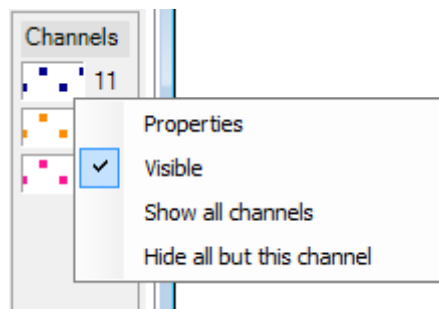 Channels
11
Properties
Visible
Show all channels
Hide all but this channel